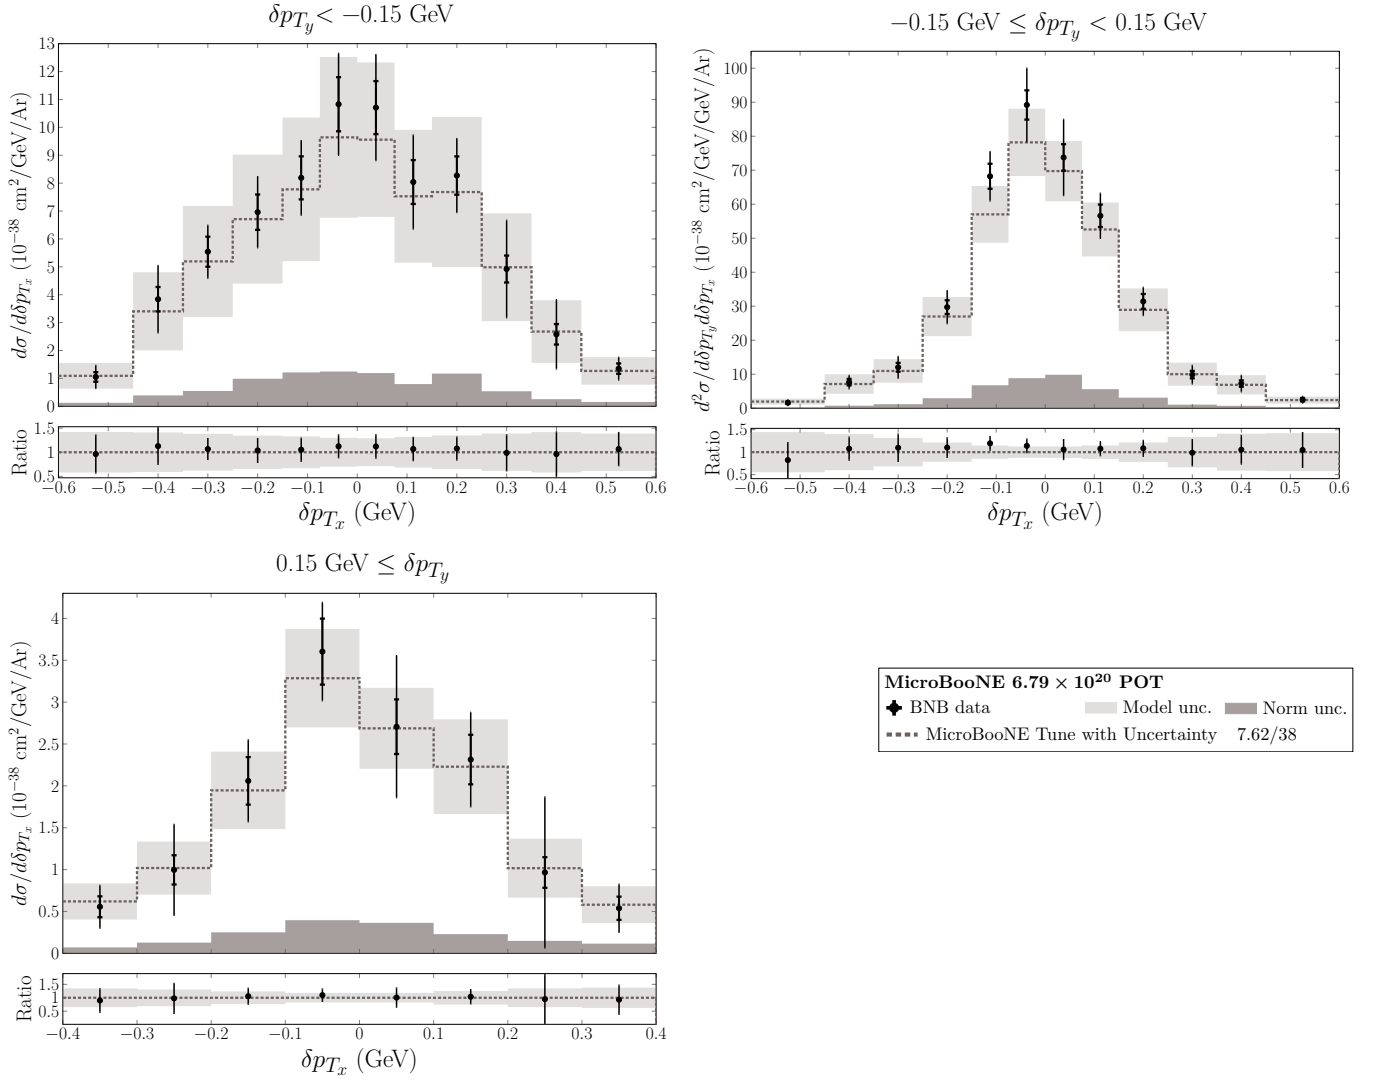 δp_{T_y} < −0.15 GeV
13
12
11
10
9
8
7
6
5
4
3
2
1
0
dσ/dδp_{T_x} (10^{−38} cm^2/GeV/Ar)
1.5
1
0.5
Ratio
−0.6 −0.5 −0.4 −0.3 −0.2 −0.1 0 0.1 0.2 0.3 0.4 0.5 0.6
δp_{T_x} (GeV)
−0.15 GeV ≤ δp_{T_y} < 0.15 GeV
100
90
80
70
60
50
40
30
20
10
0
d^2σ/dδp_{T_y}dδp_{T_x} (10^{−38} cm^2/GeV/GeV/Ar)
1.5
1
0.5
Ratio
−0.6 −0.5 −0.4 −0.3 −0.2 −0.1 0 0.1 0.2 0.3 0.4 0.5 0.6
δp_{T_x} (GeV)
0.15 GeV ≤ δp_{T_y}
4
3.5
3
2.5
2
1.5
1
0.5
0
dσ/dδp_{T_x} (10^{−38} cm^2/GeV/Ar)
1.5
1
0.5
Ratio
−0.4 −0.3 −0.2 −0.1 0 0.1 0.2 0.3 0.4
δp_{T_x} (GeV)
MicroBooNE 6.79 × 10^{20} POT
BNB data Model unc. Norm unc.
MicroBooNE Tune with Uncertainty 7.62/38